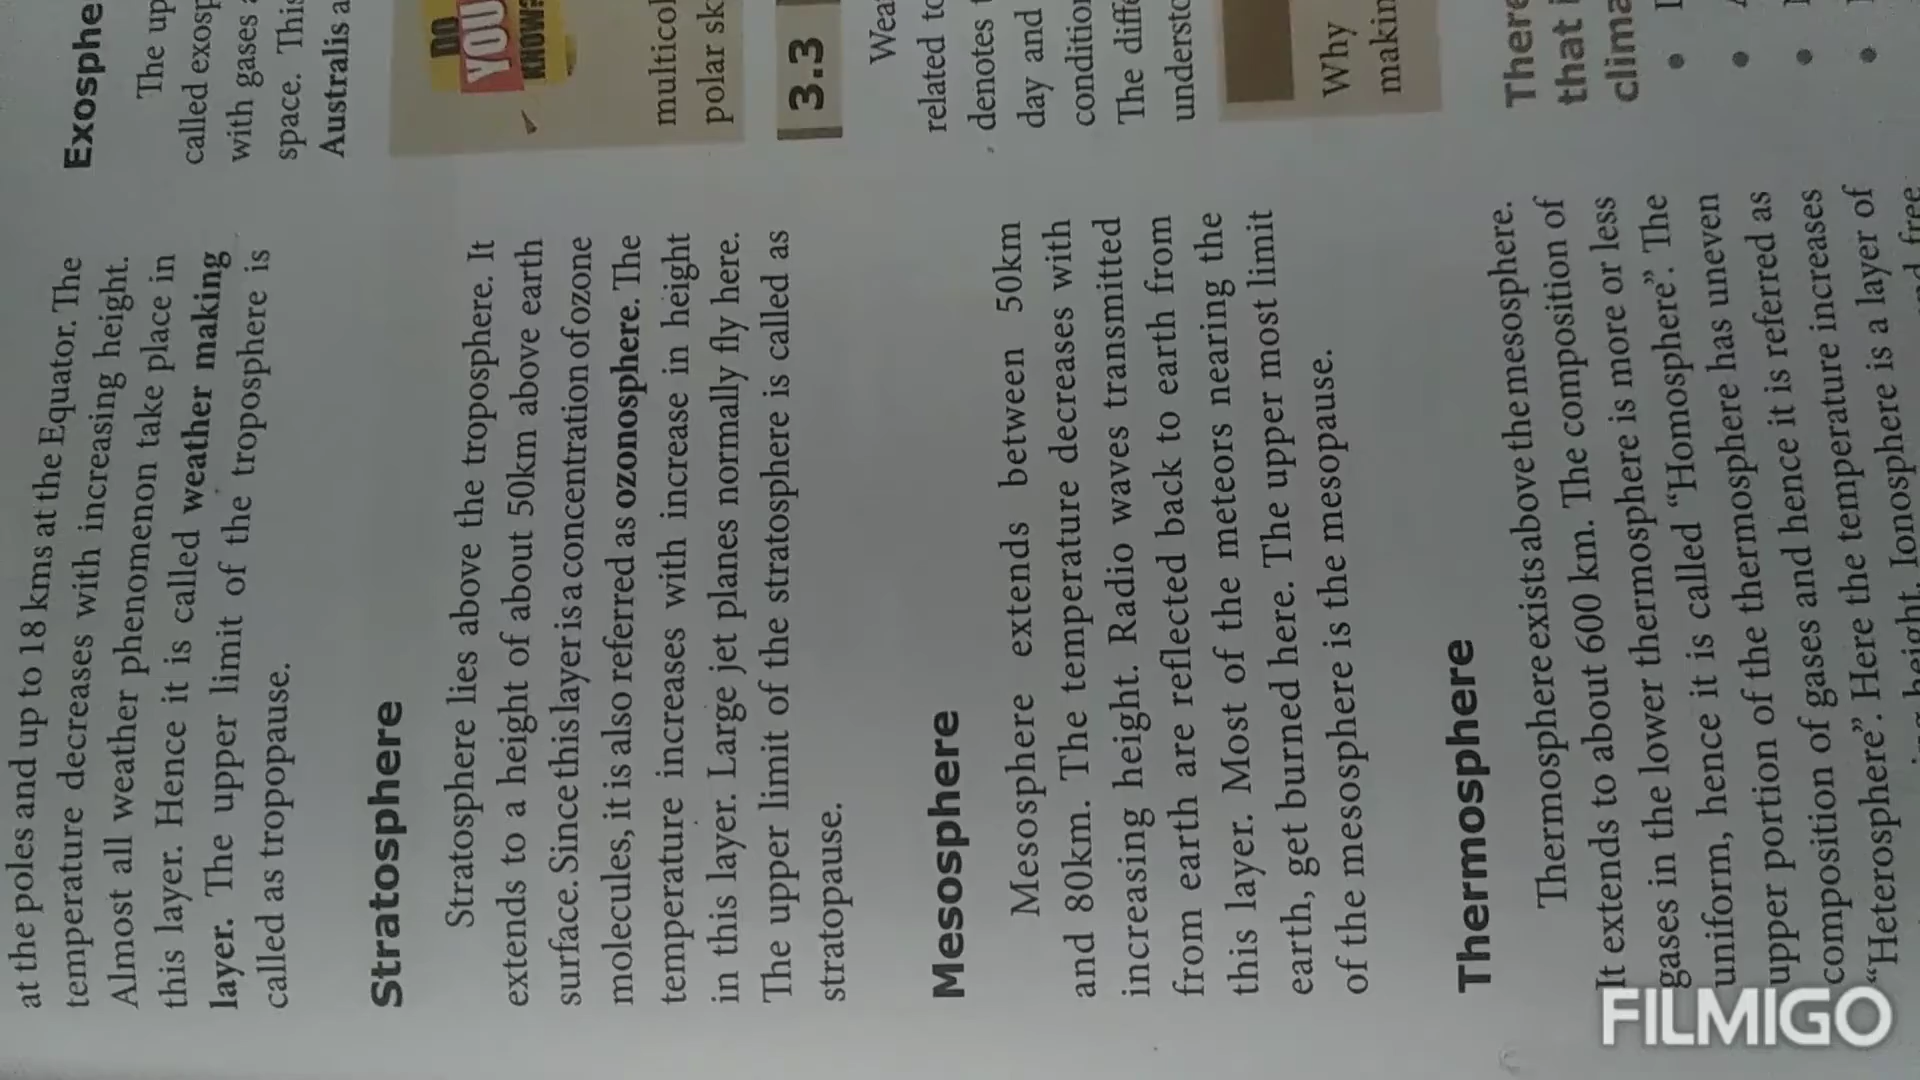 at the poles and up to 18 kms at the Equator. The
temperature decreases with increasing height.
Almost all weather phenomenon take place in
this layer. Hence it is called weather making
layer. The upper limit of the troposphere is
called as tropopause.
Stratosphere
Stratosphere lies above the troposphere. It
extends to a height of about 50km above earth
surface. Since this layer is a concentration of ozone
molecules, it is also referred as ozonosphere. The
temperature increases with increase in height
in this layer. Large jet planes normally fly here.
The upper limit of the stratosphere is called as
stratopause.
Mesosphere
Mesosphere extends between 50km
and 80km. The temperature decreases with
increasing height. Radio waves transmitted
from earth are reflected back to earth from
this layer. Most of the meteors nearing the
earth, get burned here. The upper most limit
of the mesosphere is the mesopause.
Thermosphere
Thermosphere exists above the mesosphere.
It extends to about 600 km. The composition of
gases in the lower thermosphere is more or less
uniform, hence it is called “Homosphere”. The
upper portion of the thermosphere has uneven
composition of gases and hence it is referred as
“Heterosphere”. Here the temperature increases
height. Ionosphere is a layer of
free
Exosphe
The up
called exosp
with gases a
space. This
Australis a
DO
YOU
KNOW?
multicol
polar sk
3.3
Weat
related to
denotes t
day and
condition
The diffe
understo
Why
makin
There
that i
clima
FILMIGO